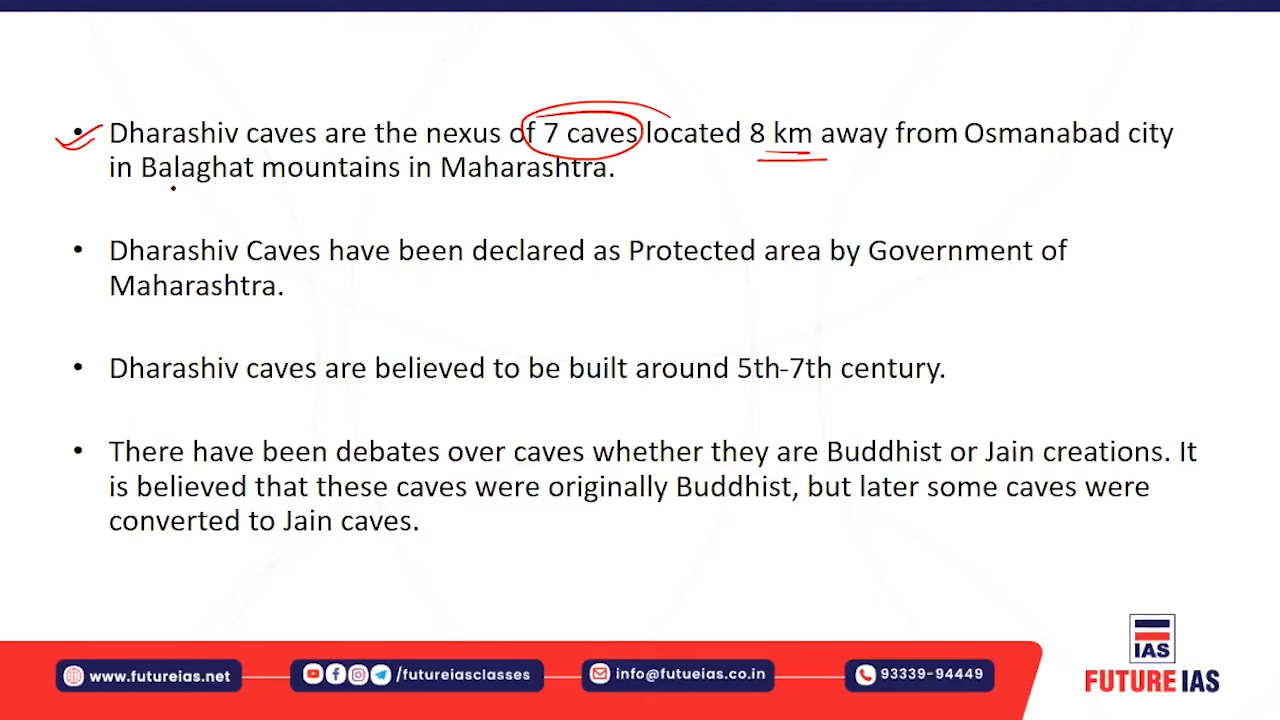 • Dharashiv caves are the nexus of 7 caves located 8 km away from Osmanabad city
in Balaghat mountains in Maharashtra.
• Dharashiv Caves have been declared as Protected area by Government of
Maharashtra.
• Dharashiv caves are believed to be built around 5th-7th century.
• There have been debates over caves whether they are Buddhist or Jain creations. It
is believed that these caves were originally Buddhist, but later some caves were
converted to Jain caves.
www.futureias.net
/futureiasclasses
info@futueias.co.in
93339-94449
IAS
FUTURE IAS